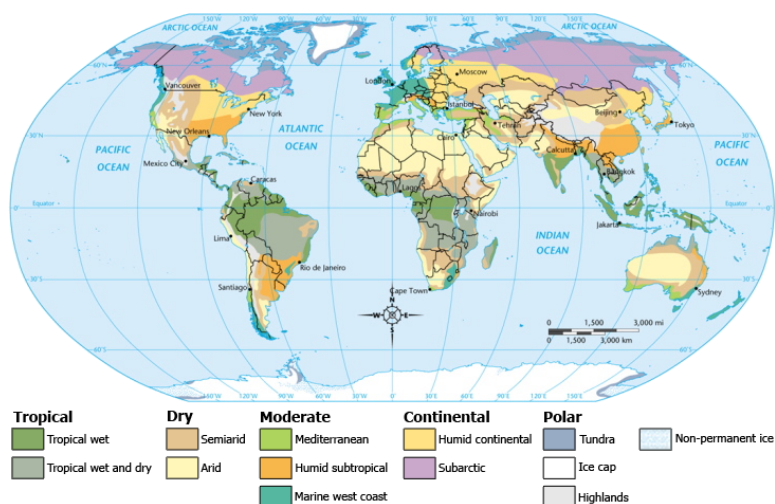 150°W 120°W 90°W 60°W 30°W 0° 30°E 60°E 90°E 120°E 150°E
ARCTIC OCEAN
ARCTIC OCEAN
60°N
Moscow
London
Vancouver
Istanbul
New York
Beijing
Tehran
Tokyo
New Orleans
ATLANTIC
OCEAN
30°N
30°N
Cairo
PACIFIC
OCEAN
PACIFIC
OCEAN
Calcutta
Mexico City
Bangkok
Caracas
Lagos
Equator
Equator
Nairobi
Jakarta
INDIAN
OCEAN
Lima
Rio de Janeiro
30°S
30°S
Santiago
Cape Town
Sydney
N
W E
S
0 1,500 3,000 mi
0 1,500 3,000 km
60°S
60°S
Tropical
Tropical wet
Tropical wet and dry
Dry
Semiarid
Arid
Moderate
Mediterranean
Humid subtropical
Marine west coast
Continental
Humid continental
Subarctic
Polar
Tundra
Ice cap
Highlands
Non-permanent ice